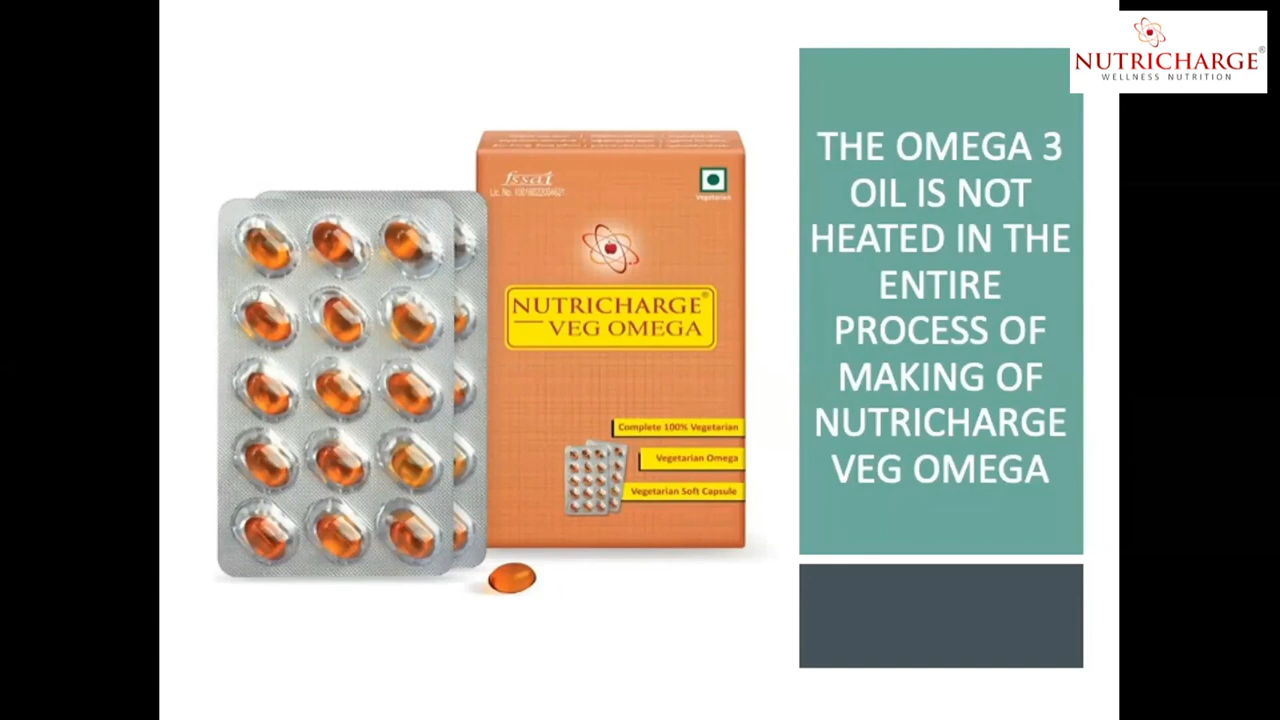 NUTRICHARGE®
WELLNESS NUTRITION
THE OMEGA 3
OIL IS NOT
HEATED IN THE
ENTIRE
PROCESS OF
MAKING OF
NUTRICHARGE
VEG OMEGA
fssai
Vegetarian
NUTRICHARGE®
VEG OMEGA
Complete 100% Vegetarian
Vegetarian Omega
Vegetarian Soft Capsule